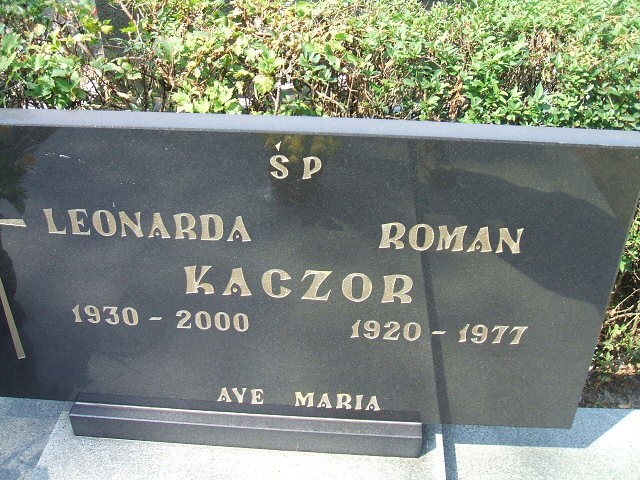 ŚP
LEONARDA ROMAN
KACZOR
1930 - 2000 1920 - 1977
AVE MARIA